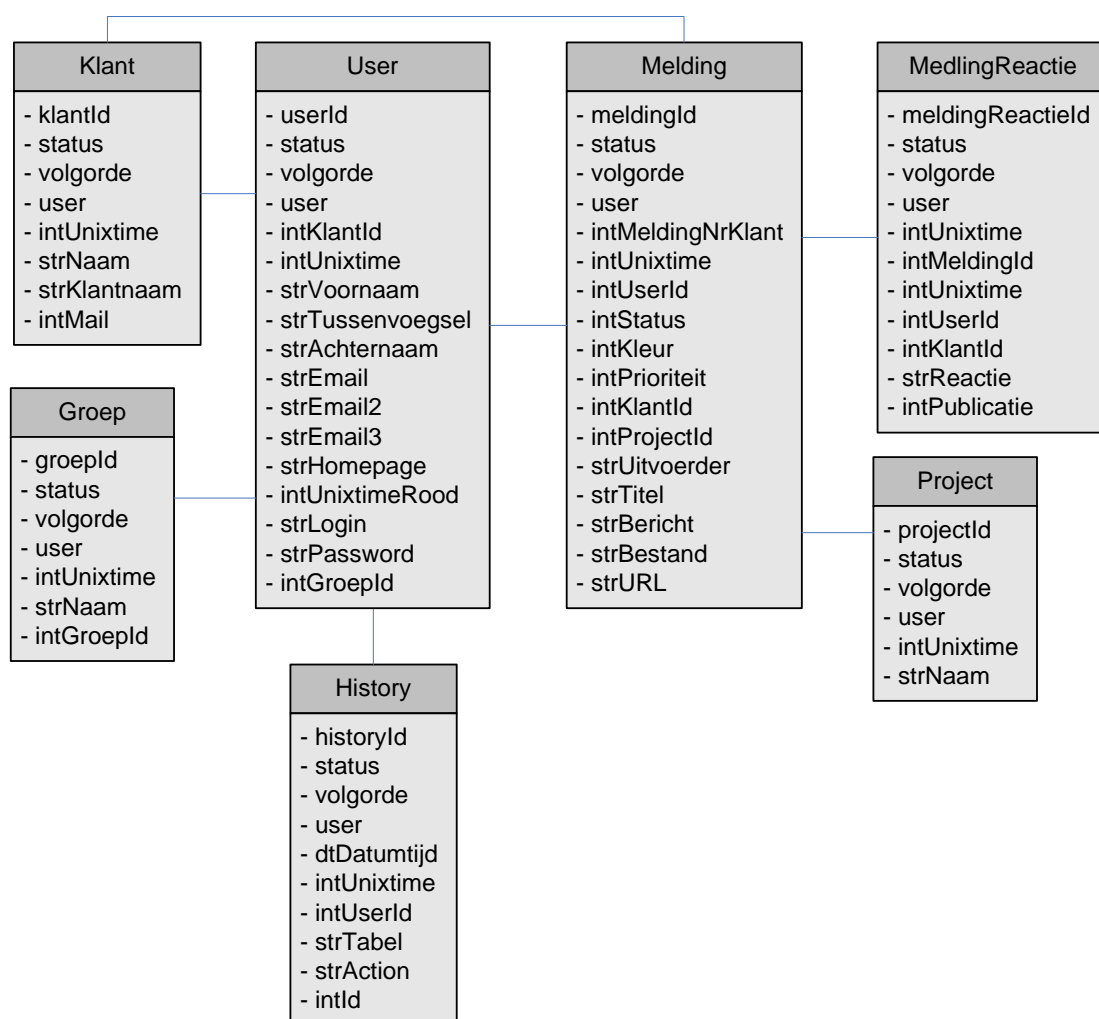 Klant
- klantId
- status
- volgorde
- user
- intUnixtime
- strNaam
- strKlantnaam
- intMail
User
- userId
- status
- volgorde
- user
- intKlantId
- intUnixtime
- strVoornaam
- strTussenvoegsel
- strAchternaam
- strEmail
- strEmail2
- strEmail3
- strHomepage
- intUnixtimeRood
- strLogin
- strPassword
- intGroepId
Melding
- meldingId
- status
- volgorde
- user
- intMeldingNrKlant
- intUnixtime
- intUserId
- intStatus
- intKleur
- intPrioriteit
- intKlantId
- intProjectId
- strUitvoerder
- strTitel
- strBericht
- strBestand
- strURL
MedlingReactie
- meldingReactieId
- status
- volgorde
- user
- intUnixtime
- intMeldingId
- intUnixtime
- intUserId
- intKlantId
- strReactie
- intPublicatie
Groep
- groepId
- status
- volgorde
- user
- intUnixtime
- strNaam
- intGroepId
Project
- projectId
- status
- volgorde
- user
- intUnixtime
- strNaam
History
- historyId
- status
- volgorde
- user
- dtDatumtijd
- intUnixtime
- intUserId
- strTabel
- strAction
- intId